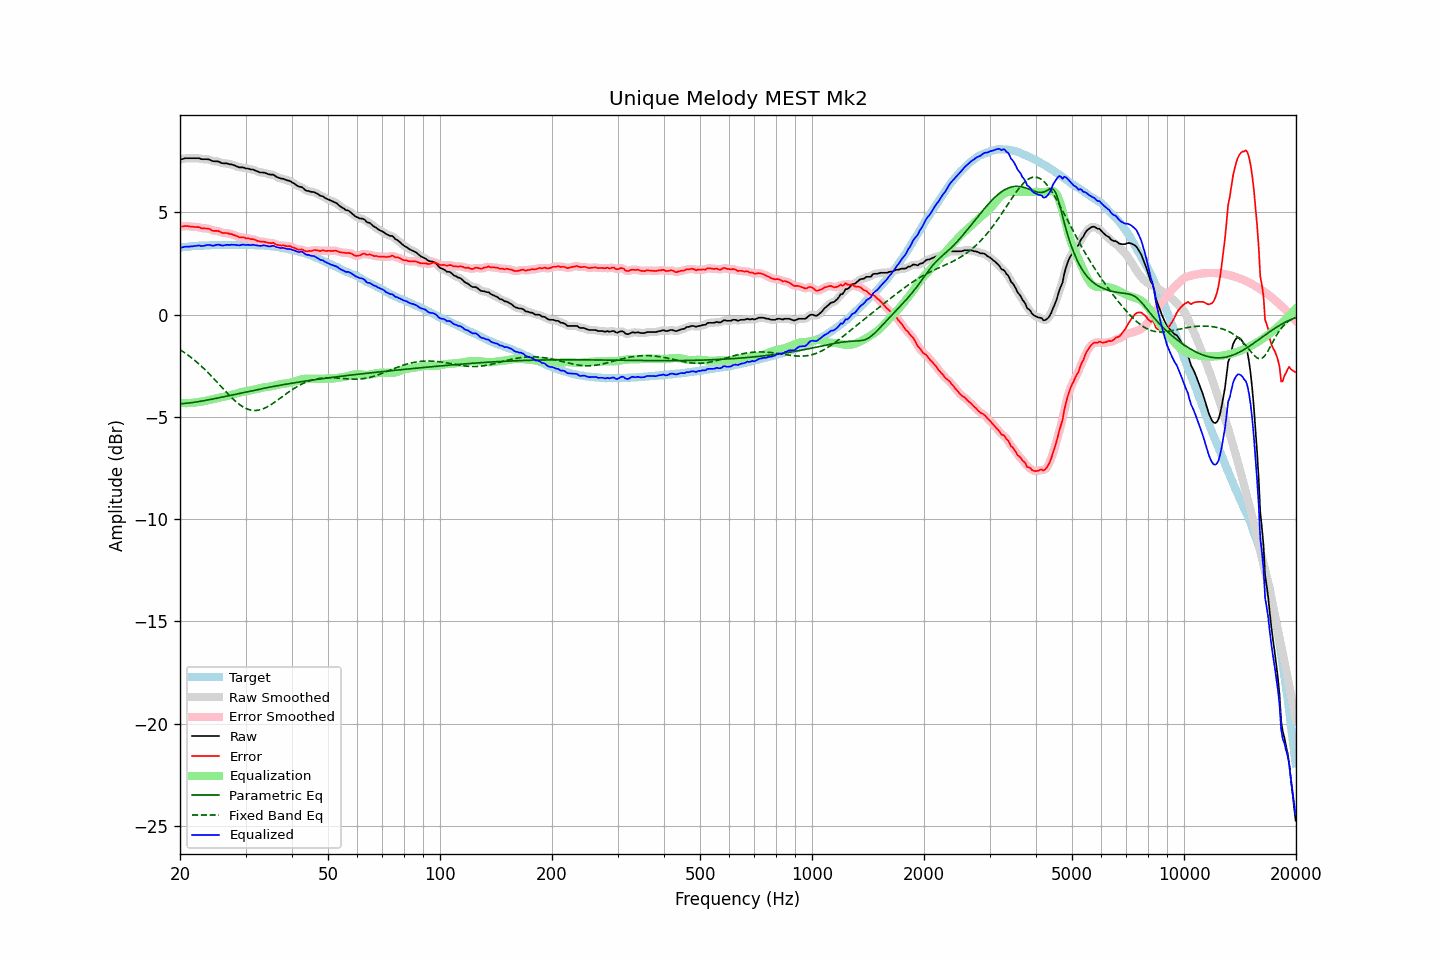 Unique Melody MEST Mk2
Amplitude (dBr)
5
0
−5
−10
−15
−20
−25
Target
Raw Smoothed
Error Smoothed
Raw
Error
Equalization
Parametric Eq
Fixed Band Eq
Equalized
20 50 100 200 500 1000 2000 5000 10000 20000
Frequency (Hz)